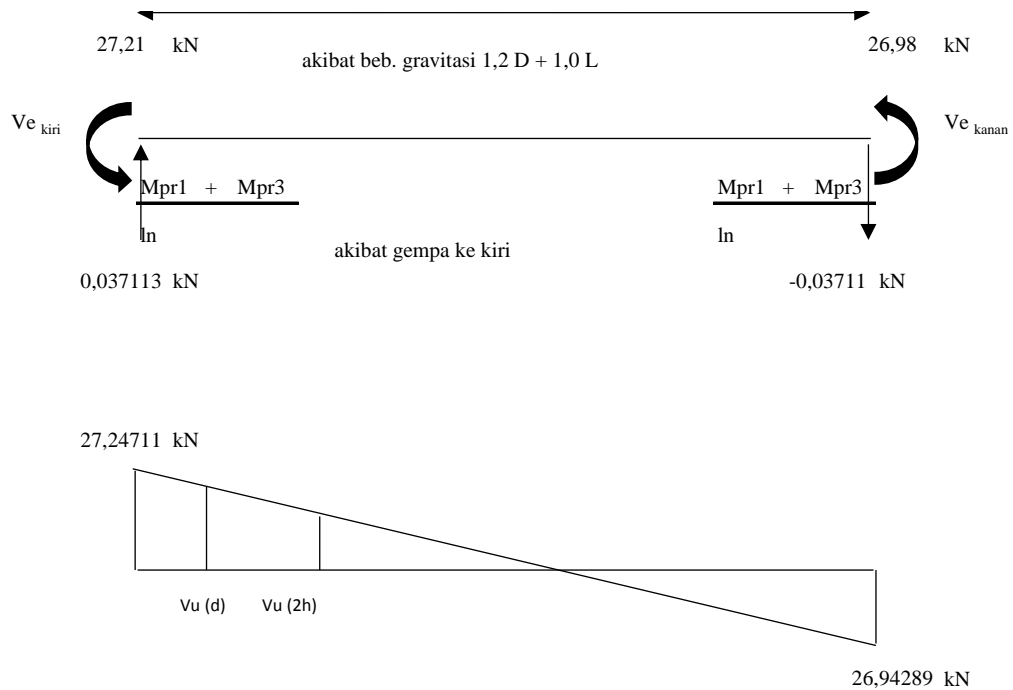 27,21 kN 26,98 kN
akibat beb. gravitasi 1,2 D + 1,0 L
Ve kiri Ve kanan
Mpr1 + Mpr3 Mpr1 + Mpr3
ln ln
akibat gempa ke kiri
0,037113 kN -0,03711 kN
27,24711 kN
Vu (d) Vu (2h)
26,94289 kN